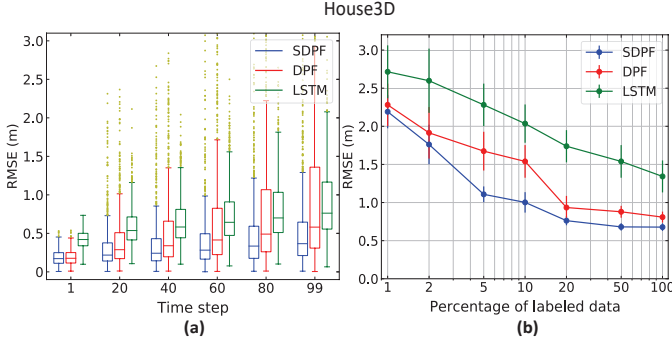 House3D
3.0
2.5
2.0
1.5
1.0
0.5
0
RMSE (m)
SDPF
DPF
LSTM
1 20 40 60 80 99
Time step
(a)
3.0
2.5
2.0
1.5
1.0
0.5
0.0
RMSE (m)
SDPF
DPF
LSTM
1 2 5 10 20 50 100
Percentage of labeled data
(b)